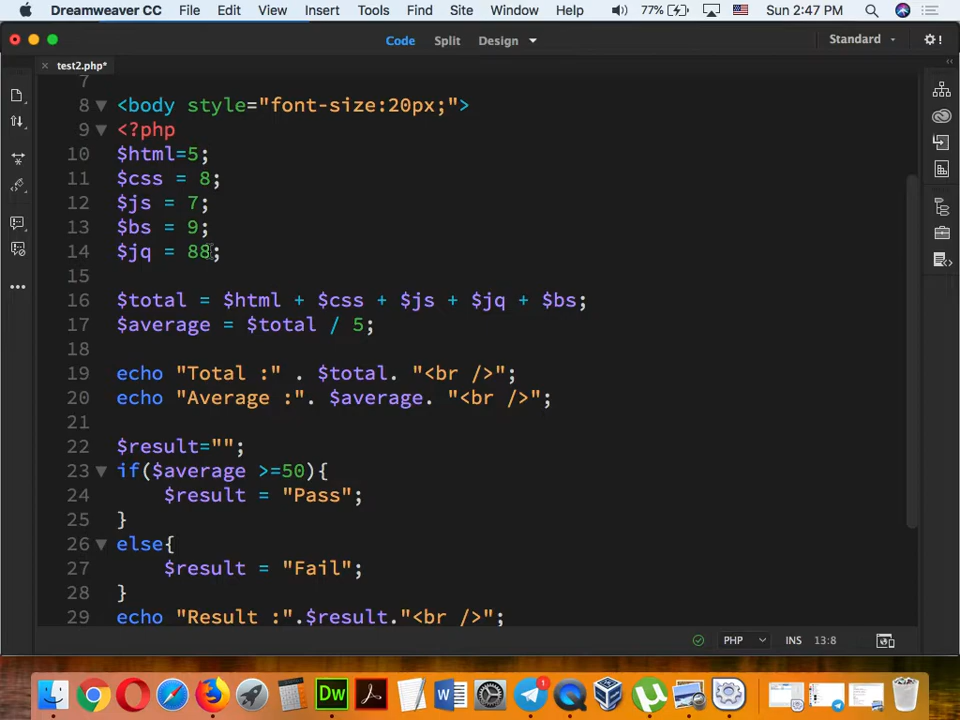 Dreamweaver CC File Edit View Insert Tools Find Site Window Help 77% Sun 2:47 PM
Code Split Design Standard !
test2.php*
7
8 <body style="font-size:20px;">
9 <?php
10 $html=5;
11 $css = 8;
12 $js = 7;
13 $bs = 9;
14 $jq = 88;
15
16 $total = $html + $css + $js + $jq + $bs;
17 $average = $total / 5;
18
19 echo "Total :" . $total. "<br />";
20 echo "Average :". $average. "<br />";
21
22 $result="";
23 if($average >=50){
24 $result = "Pass";
25 }
26 else{
27 $result = "Fail";
28 }
29 echo "Result :".$result."<br />";
PHP INS 13:8
Dw W 1